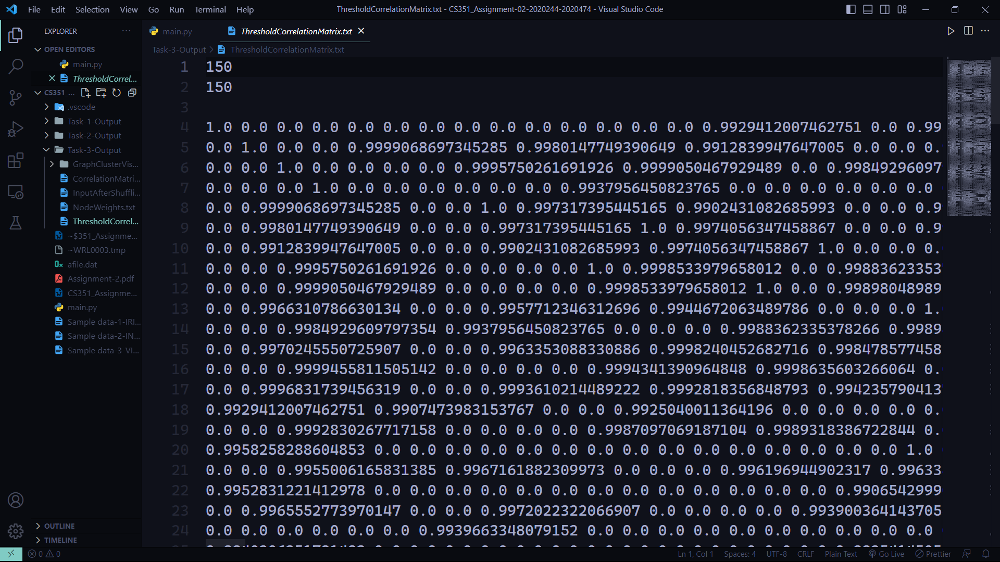 File Edit Selection View Go Run Terminal Help
ThresholdCorrelationMatrix.txt - CS351_Assignment-02-2020244-2020474 - Visual Studio Code
EXPLORER
OPEN EDITORS
main.py
ThresholdCorrel...
CS351_...
.vscode
Task-1-Output
Task-2-Output
Task-3-Output
GraphClusterVis...
CorrelationMatri...
InputAfterShuffli...
NodeWeights.txt
ThresholdCorrel...
~$351_Assignme...
~WRL0003.tmp
afile.dat
Assignment-2.pdf
CS351_Assignme...
main.py
Sample data-1-IRI...
Sample data-2-IN...
Sample data-3-VI...
OUTLINE
TIMELINE
main.py
ThresholdCorrelationMatrix.txt
Task-3-Output > ThresholdCorrelationMatrix.txt
1 150
2 150
3
4 1.0 0.0 0.0 0.0 0.0 0.0 0.0 0.0 0.0 0.0 0.0 0.0 0.0 0.0 0.9929412007462751 0.0 0.99
5 0.0 1.0 0.0 0.0 0.9999068697345285 0.9980147749390649 0.9912839947647005 0.0 0.0 0.
6 0.0 0.0 1.0 0.0 0.0 0.0 0.0 0.9995750261691926 0.9999050467929489 0.0 0.99849296097
7 0.0 0.0 0.0 1.0 0.0 0.0 0.0 0.0 0.0 0.0 0.9937956450823765 0.0 0.0 0.0 0.0 0.0 0.0
8 0.0 0.9999068697345285 0.0 0.0 1.0 0.997317395445165 0.9902431082685993 0.0 0.0 0.9
9 0.0 0.9980147749390649 0.0 0.0 0.997317395445165 1.0 0.9974056347458867 0.0 0.0 0.9
10 0.0 0.9912839947647005 0.0 0.0 0.9902431082685993 0.9974056347458867 1.0 0.0 0.0 0.
11 0.0 0.0 0.9995750261691926 0.0 0.0 0.0 0.0 1.0 0.9998533979658012 0.0 0.99883623353
12 0.0 0.0 0.9999050467929489 0.0 0.0 0.0 0.0 0.9998533979658012 1.0 0.0 0.99898048989
13 0.0 0.9966310786630134 0.0 0.0 0.9957712346312696 0.9944672063489786 0.0 0.0 0.0 1.
14 0.0 0.0 0.9984929609797354 0.9937956450823765 0.0 0.0 0.0 0.9988362335378266 0.9989
15 0.0 0.9970245550725907 0.0 0.0 0.9963353088330886 0.9998240452682716 0.998478577458
16 0.0 0.0 0.9999455811505142 0.0 0.0 0.0 0.0 0.9994341390964848 0.9998635603266064 0.
17 0.0 0.9996831739456319 0.0 0.0 0.9993610214489222 0.9992818356848793 0.994235790413
18 0.9929412007462751 0.9907473983153767 0.0 0.0 0.9925040011364196 0.0 0.0 0.0 0.0 0.
19 0.0 0.0 0.9992830267717158 0.0 0.0 0.0 0.0 0.9987097069187104 0.9989318386722844 0.
20 0.9958258288604853 0.0 0.0 0.0 0.0 0.0 0.0 0.0 0.0 0.0 0.0 0.0 0.0 0.0 0.0 0.0 1.0
21 0.0 0.0 0.9955006165831385 0.9967161882309973 0.0 0.0 0.0 0.996196944902317 0.99633
22 0.9952831221412978 0.0 0.0 0.0 0.0 0.0 0.0 0.0 0.0 0.0 0.0 0.0 0.0 0.0 0.9906542999
23 0.0 0.9965552773970147 0.0 0.0 0.9972022322066907 0.0 0.0 0.0 0.0 0.993900364143705
24 0.0 0.0 0.0 0.0 0.0 0.0 0.9939663348079152 0.0 0.0 0.0 0.0 0.0 0.0 0.0 0.0 0.0 0.0
0 0
Ln 1, Col 1 Spaces: 4 UTF-8 CRLF Plain Text Go Live Prettier